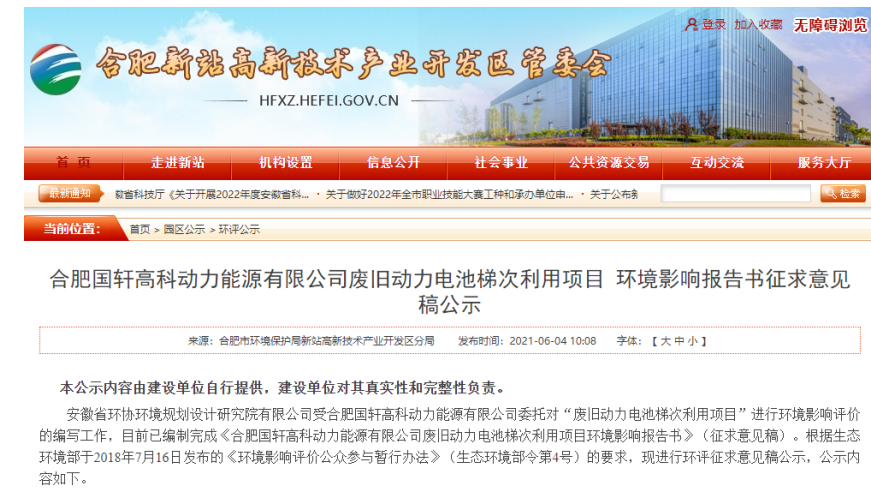 登录 加入收藏 无障碍浏览
合肥新站高新技术产业开发区管委会
HFXZ.HEFEI.GOV.CN
首 页 走进新站 机构设置 信息公开 社会事业 公共资源交易 互动交流 服务大厅
最新通知 徽省科技厅《关于开展2022年度安徽省科... · 关于做好2022年全市职业技能大赛工种和承办单位申... · 关于公布 检索
当前位置： 首页 > 园区公示 > 环评公示
合肥国轩高科动力能源有限公司废旧动力电池梯次利用项目 环境影响报告书征求意见
稿公示
来源：合肥市环境保护局新站高新技术产业开发区分局 发布时间：2021-06-04 10:08 字体：【 大 中 小 】
本公示内容由建设单位自行提供，建设单位对其真实性和完整性负责。
安徽省环协环境规划设计研究院有限公司受合肥国轩高科动力能源有限公司委托对“废旧动力电池梯次利用项目”进行环境影响评价
的编写工作，目前已编制完成《合肥国轩高科动力能源有限公司废旧动力电池梯次利用项目环境影响报告书》（征求意见稿）。根据生态
环境部于2018年7月16日发布的《环境影响评价公众参与暂行办法》（生态环境部令第4号）的要求，现进行环评征求意见稿公示，公示内
容如下。